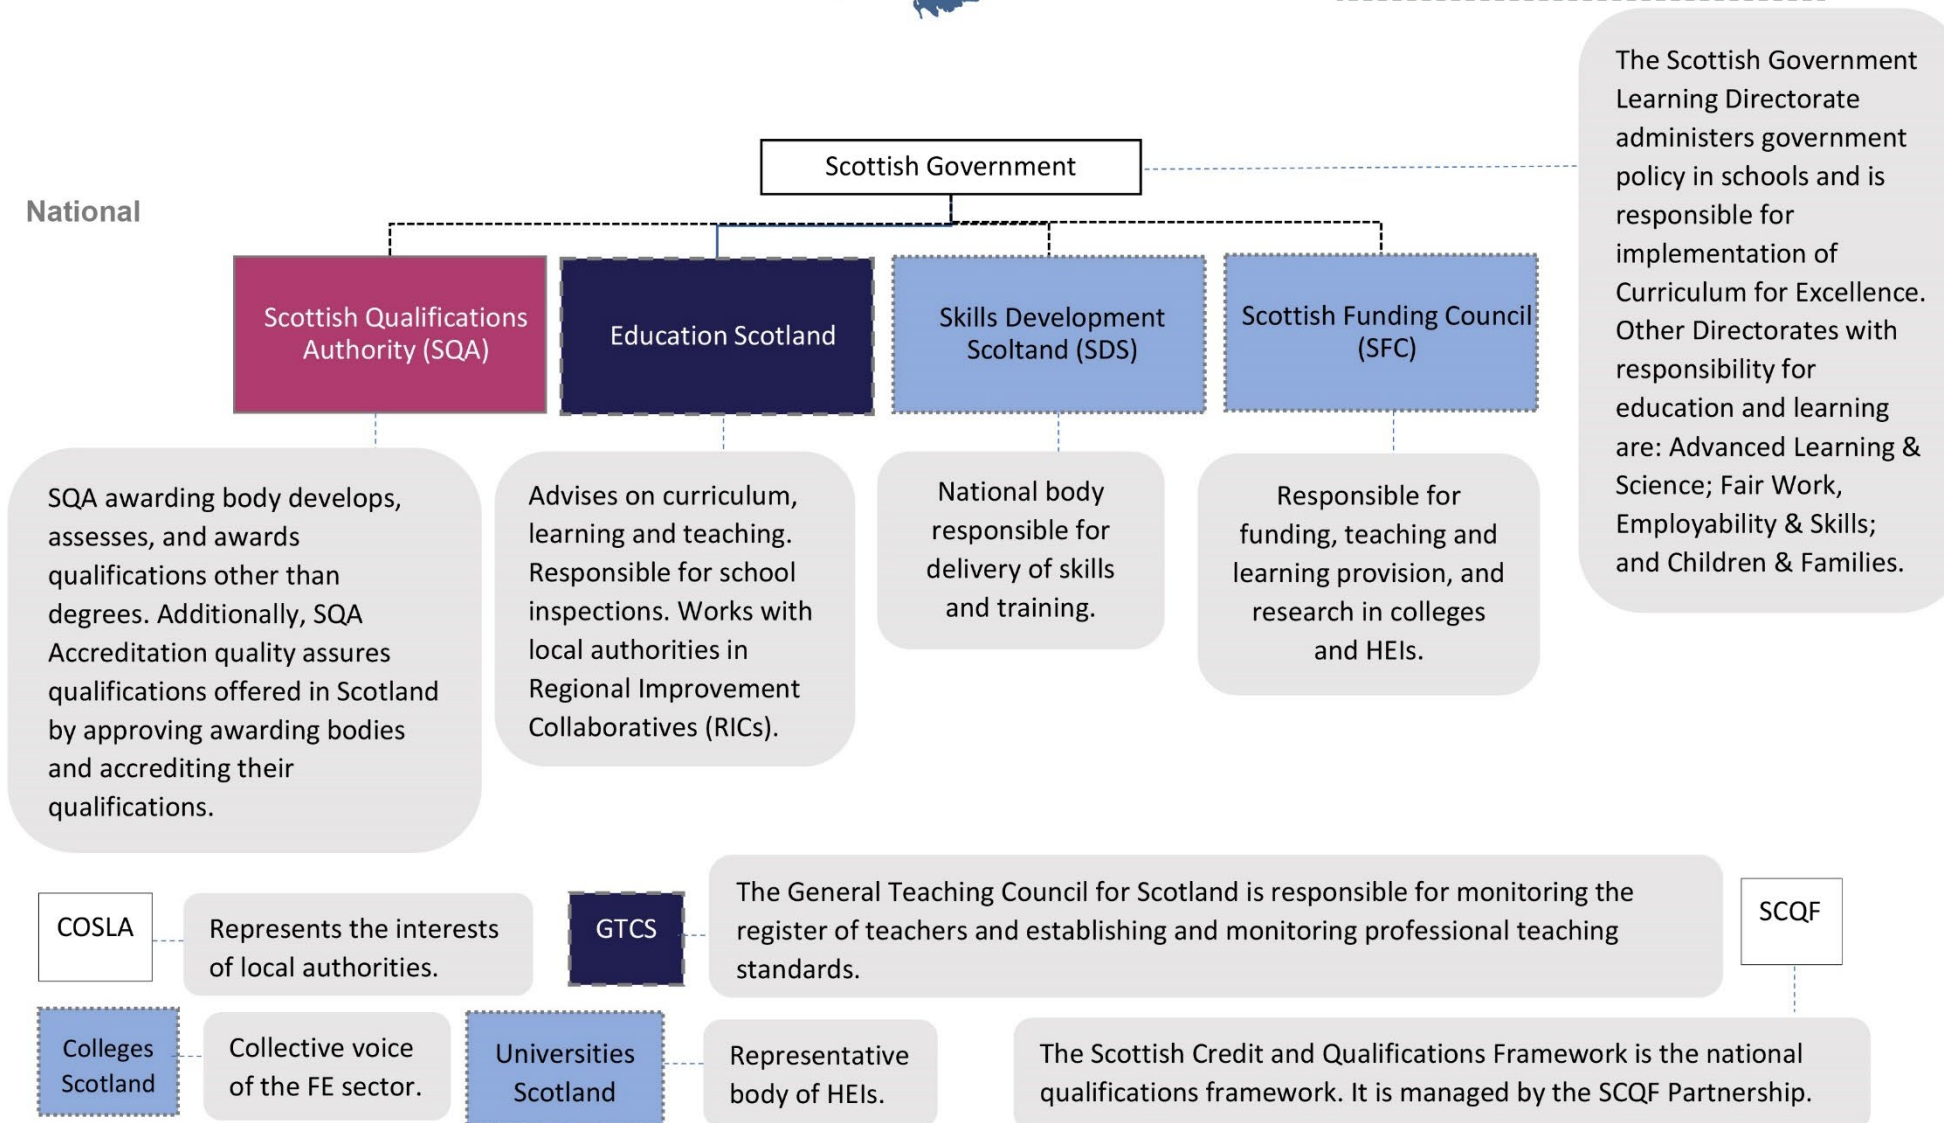 The Scottish Government
Learning Directorate
administers government
policy in schools and is
responsible for
implementation of
Curriculum for Excellence.
Other Directorates with
responsibility for
education and learning
are: Advanced Learning &
Science; Fair Work,
Employability & Skills;
and Children & Families.
Scottish Government
National
Scottish Qualifications
Authority (SQA)
Education Scotland
Skills Development
Scoltand (SDS)
Scottish Funding Council
(SFC)
SQA awarding body develops,
assesses, and awards
qualifications other than
degrees. Additionally, SQA
Accreditation quality assures
qualifications offered in Scotland
by approving awarding bodies
and accrediting their
qualifications.
Advises on curriculum,
learning and teaching.
Responsible for school
inspections. Works with
local authorities in
Regional Improvement
Collaboratives (RICs).
National body
responsible for
delivery of skills
and training.
Responsible for
funding, teaching and
learning provision, and
research in colleges
and HEIs.
COSLA
Represents the interests
of local authorities.
GTCS
The General Teaching Council for Scotland is responsible for monitoring the
register of teachers and establishing and monitoring professional teaching
standards.
SCQF
Colleges
Scotland
Collective voice
of the FE sector.
Universities
Scotland
Representative
body of HEIs.
The Scottish Credit and Qualifications Framework is the national
qualifications framework. It is managed by the SCQF Partnership.